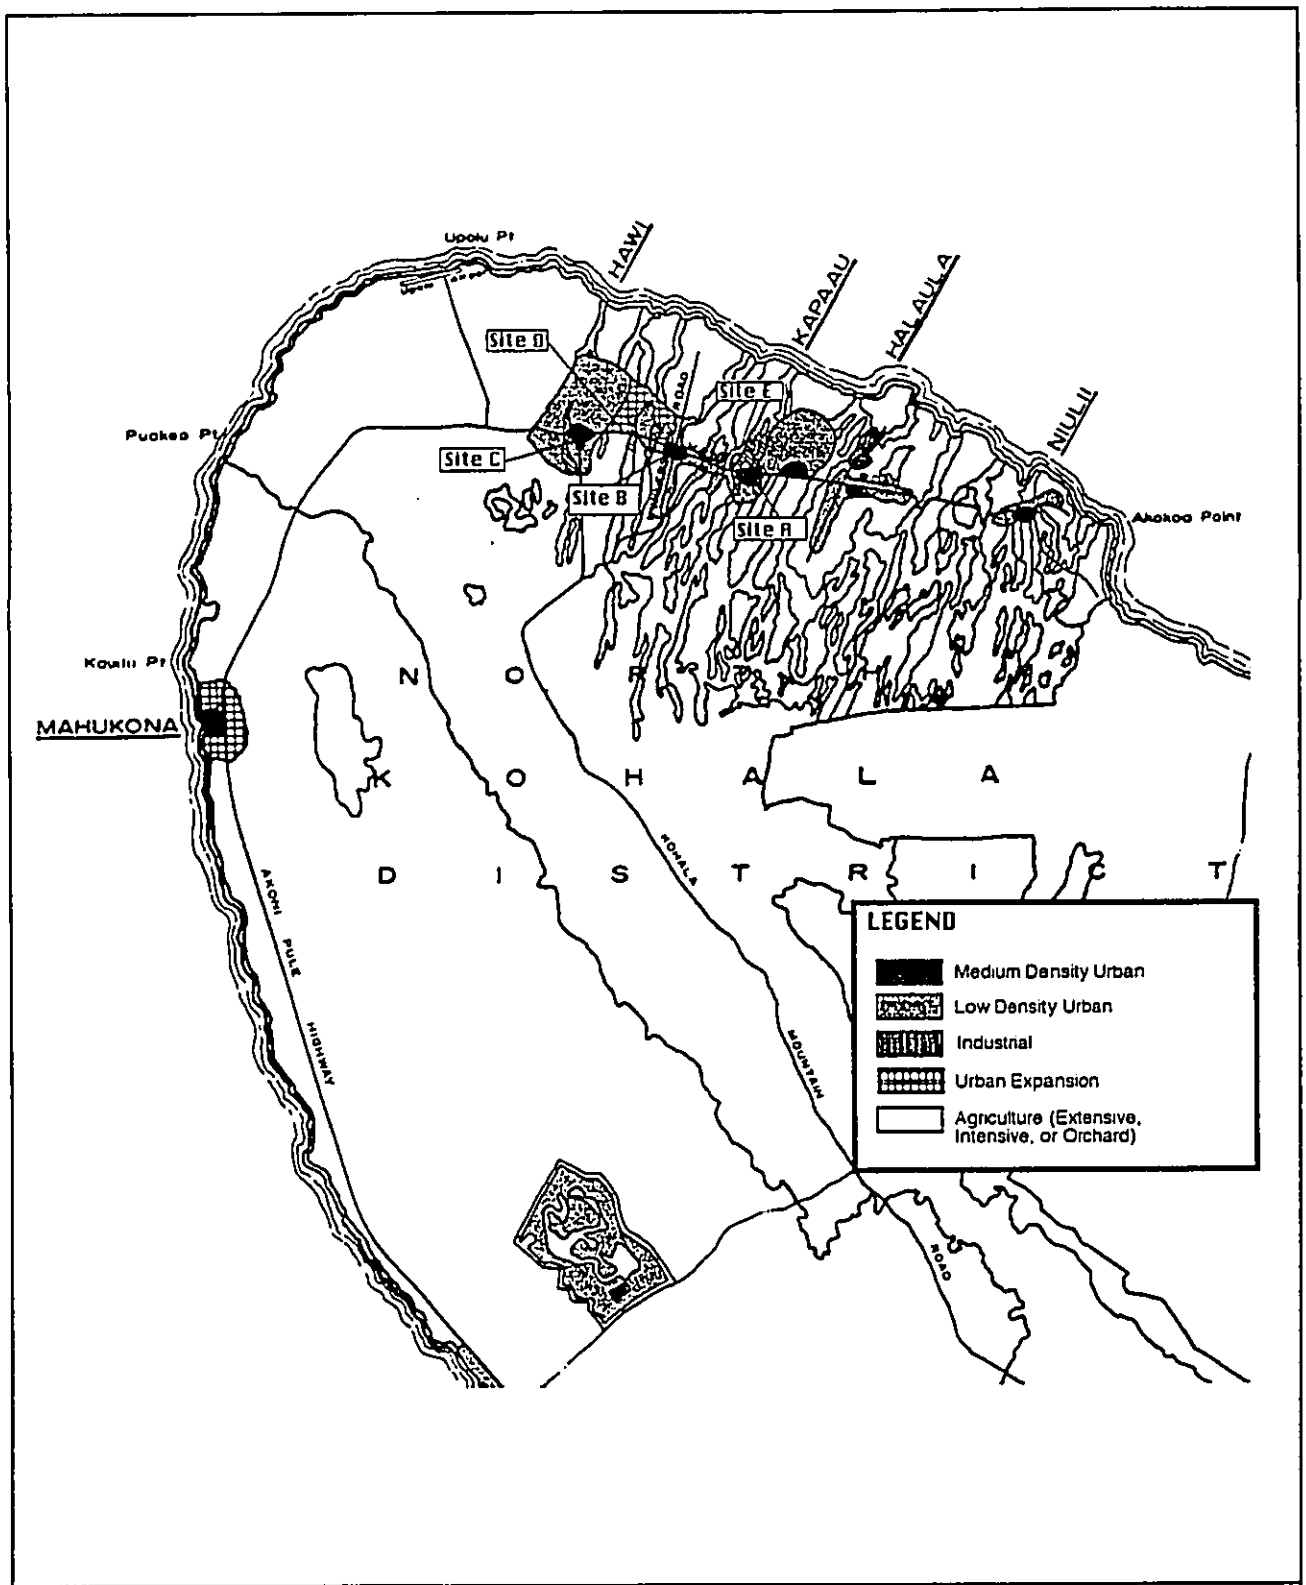 Upolu Pt
HAWI
KAPAAU
HALAULA
NIULII
Site D
ROAD
Site E
Puakea Pt
Site C
Site B
Site A
Akokoa Point
Kauilii Pt
MAHUKONA
N O R T H
K O H A L A
D I S T R I C T
AKONI PULE HIGHWAY
KOHALA MOUNTAIN ROAD
LEGEND
Medium Density Urban
Low Density Urban
Industrial
Urban Expansion
Agriculture (Extensive,
Intensive, or Orchard)